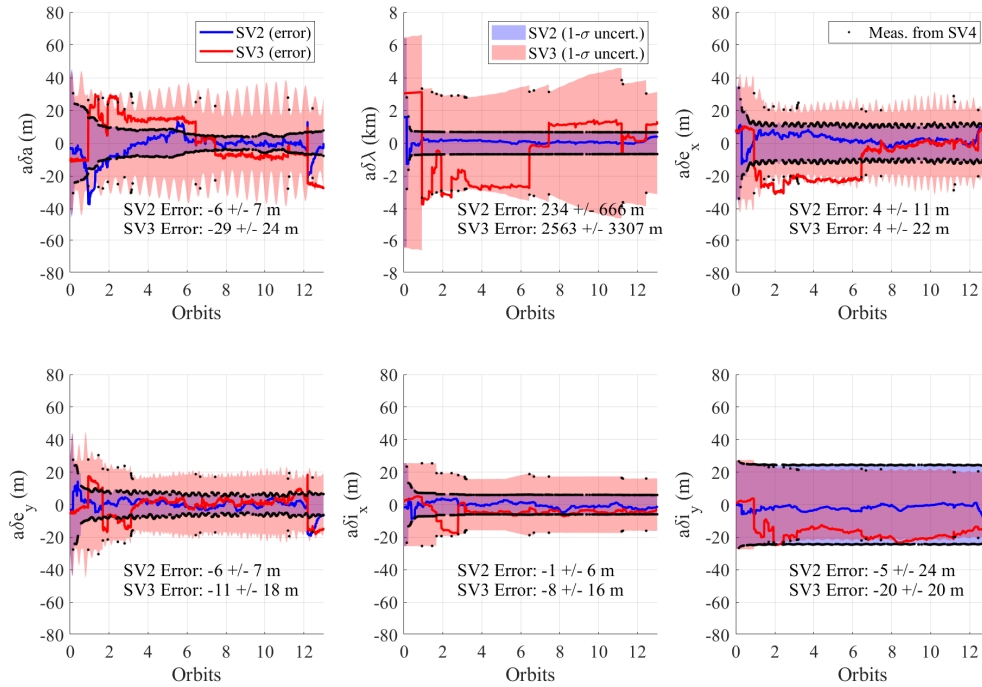 80
60
40
20
0
-20
-40
-60
-80
aδa (m)
SV2 (error)
SV3 (error)
SV2 Error: -6 +/- 7 m
SV3 Error: -29 +/- 24 m
0 2 4 6 8 10 12
Orbits
8
6
4
2
0
2
4
6
8
aδλ (km)
SV2 (1-σ uncert.)
SV3 (1-σ uncert.)
SV2 Error: 234 +/- 666 m
SV3 Error: 2563 +/- 3307 m
0 2 4 6 8 10 12
Orbits
80
60
40
20
0
-20
-40
-60
-80
aδe_x (m)
Meas. from SV4
SV2 Error: 4 +/- 11 m
SV3 Error: 4 +/- 22 m
0 2 4 6 8 10 12
Orbits
80
60
40
20
0
-20
-40
-60
-80
aδe_y (m)
SV2 Error: -6 +/- 7 m
SV3 Error: -11 +/- 18 m
0 2 4 6 8 10 12
Orbits
80
60
40
20
0
-20
-40
-60
-80
aδi_x (m)
SV2 Error: -1 +/- 6 m
SV3 Error: -8 +/- 16 m
0 2 4 6 8 10 12
Orbits
80
60
40
20
0
-20
-40
-60
-80
aδi_y (m)
SV2 Error: -5 +/- 24 m
SV3 Error: -20 +/- 20 m
0 2 4 6 8 10 12
Orbits